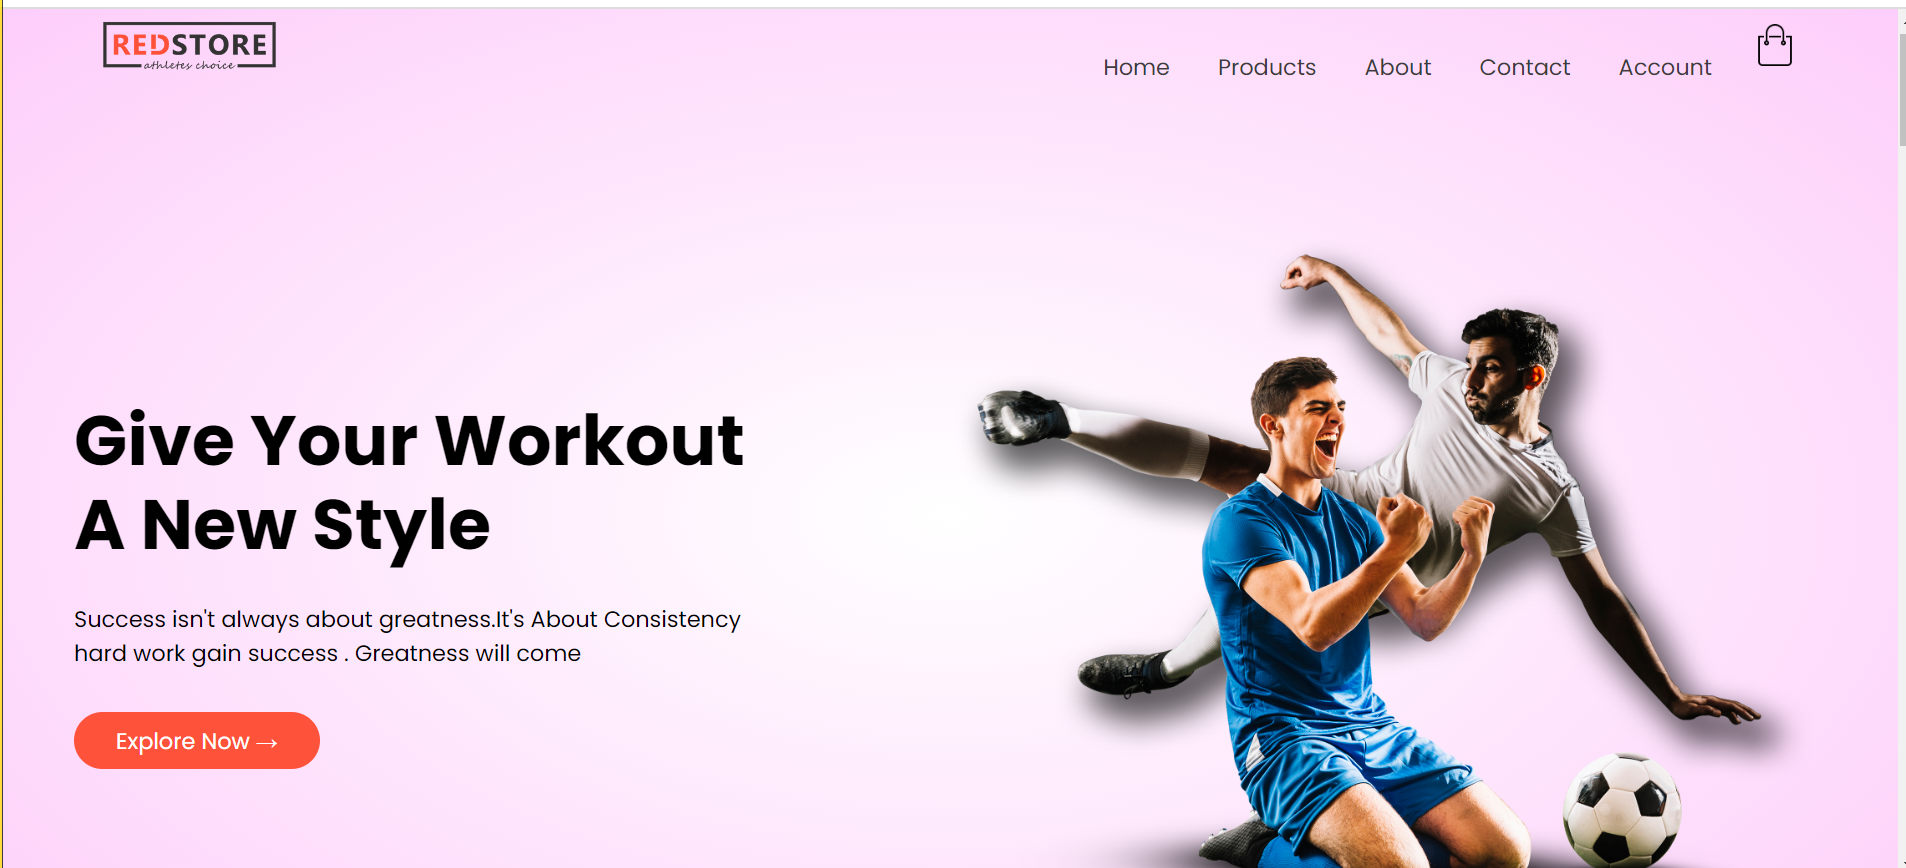 REDSTORE
athletes choice
Home Products About Contact Account
Give Your Workout
A New Style
Success isn't always about greatness.It's About Consistency
hard work gain success . Greatness will come
Explore Now →